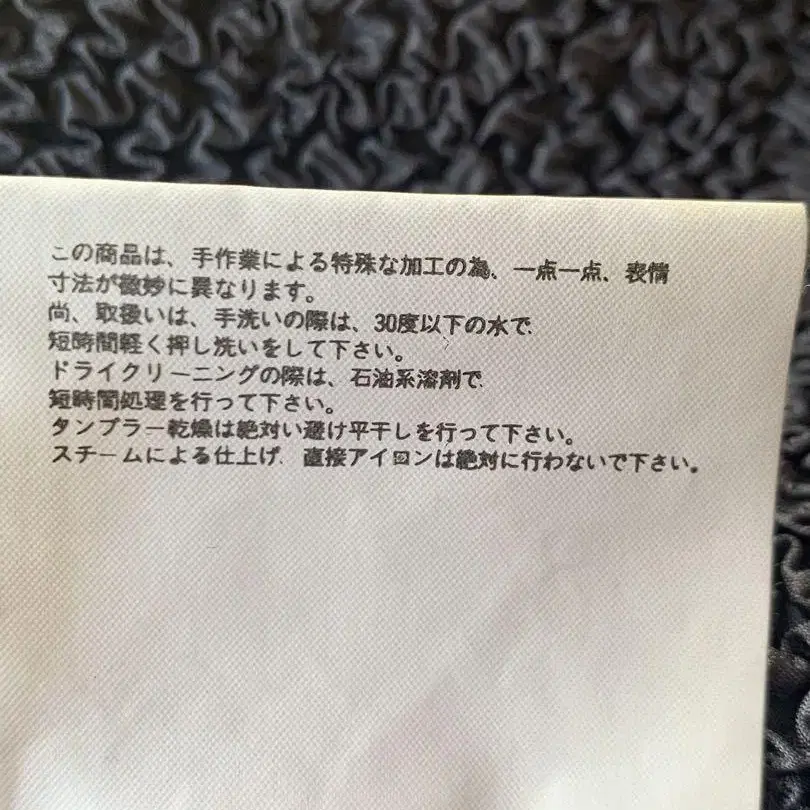 この商品は、手作業による特殊な加工の為、一点一点、表情
寸法が微妙に異なります。
尚、取扱いは、手洗いの際は、30度以下の水で、
短時間軽く押し洗いをして下さい。
ドライクリーニングの際は、石油系溶剤で、
短時間処理を行って下さい。
タンブラー乾燥は絶対い避け平干しを行って下さい。
スチームによる仕上げ、直接アイロンは絶対に行わないで下さい。